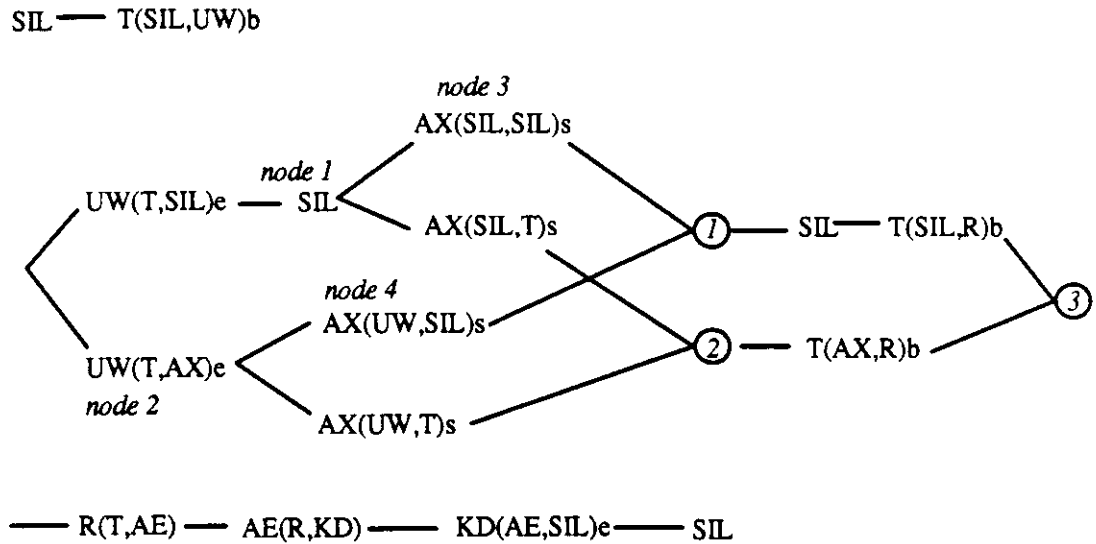 SIL T(SIL,UW)b
node 3
AX(SIL,SIL)s
node 1
UW(T,SIL)e SIL
AX(SIL,T)s
1 SIL T(SIL,R)b
node 4
AX(UW,SIL)s
3
UW(T,AX)e
2 T(AX,R)b
node 2
AX(UW,T)s
R(T,AE) AE(R,KD) KD(AE,SIL)e SIL